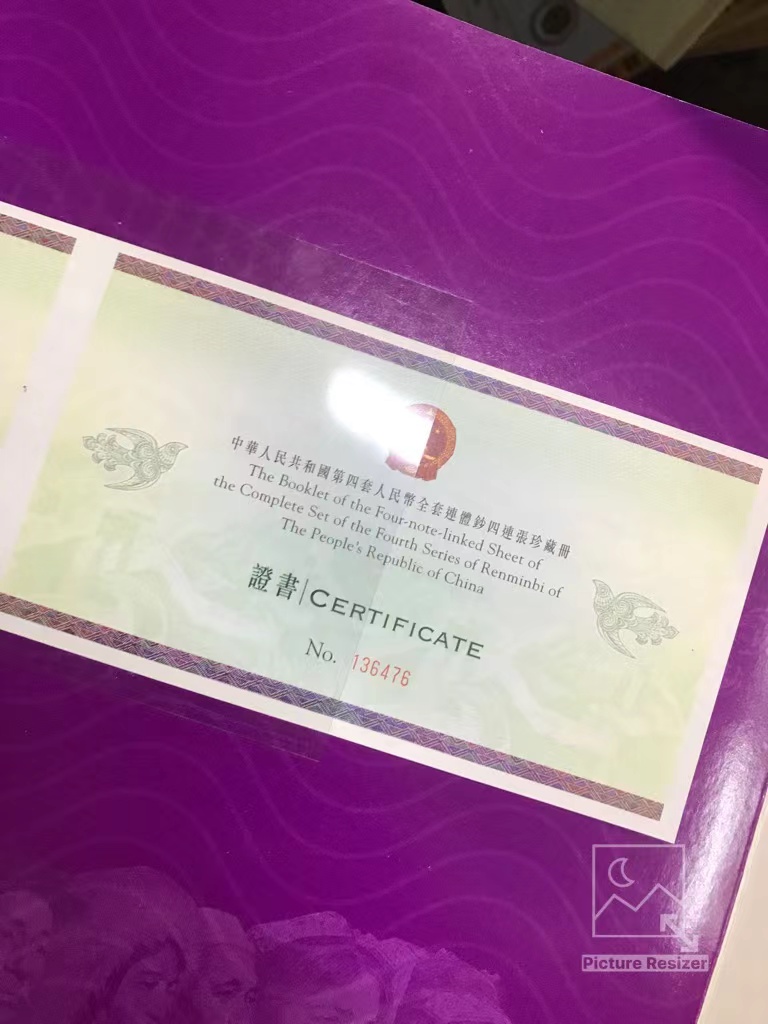 中華人民共和國第四套人民幣全套連體鈔四連張珍藏冊
The Booklet of the Four-note-linked Sheet of
the Complete Set of the Fourth Series of Renminbi of
The People's Republic of China
證書|CERTIFICATE
No. 136476
Picture Resizer